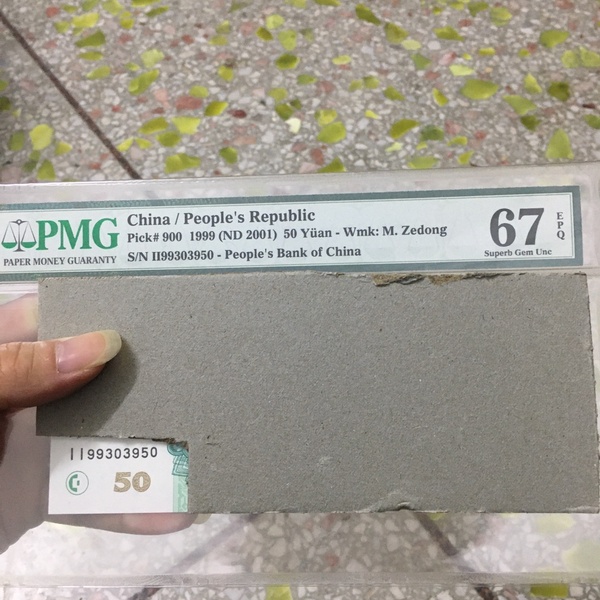 PMG
PAPER MONEY GUARANTY
China / People's Republic
Pick# 900 1999 (ND 2001) 50 Yüan - Wmk: M. Zedong
S/N II99303950 - People's Bank of China
67 EPQ
Superb Gem Unc
II99303950
50